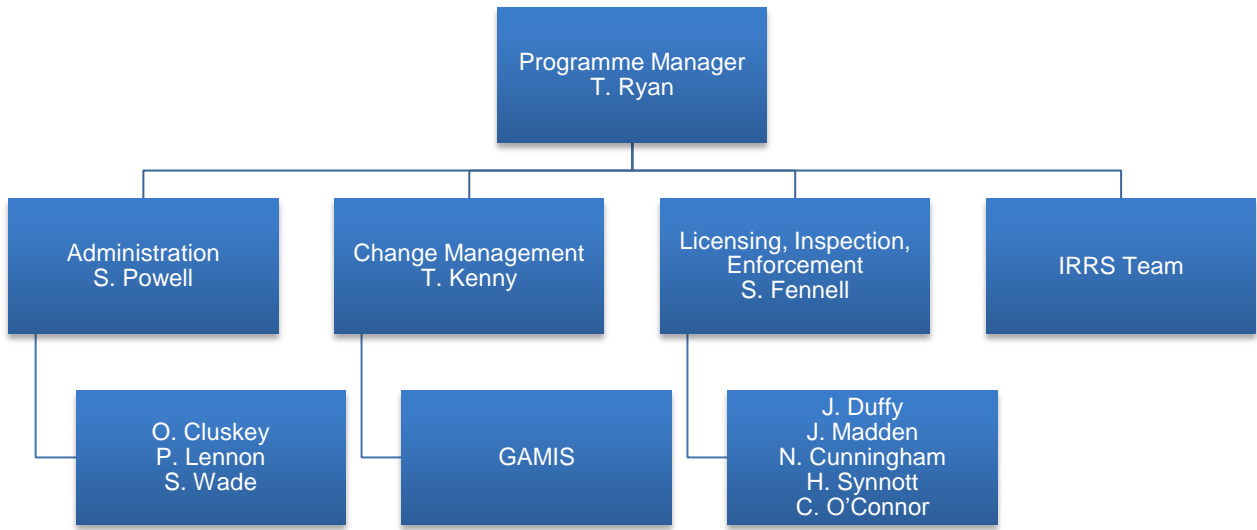 Programme Manager
T. Ryan
Administration
S. Powell
Change Management
T. Kenny
Licensing, Inspection,
Enforcement
S. Fennell
IRRS Team
O. Cluskey
P. Lennon
S. Wade
GAMIS
J. Duffy
J. Madden
N. Cunningham
H. Synnott
C. O’Connor